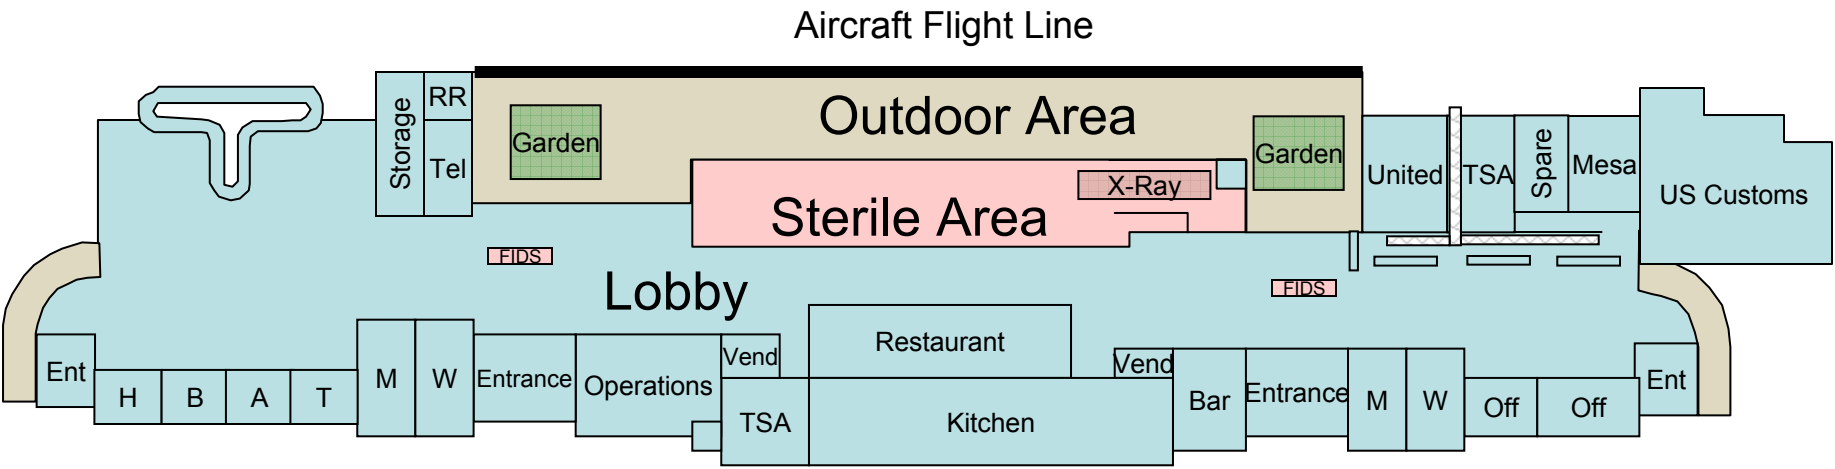 Aircraft Flight Line
Storage
RR
Tel
Garden
Outdoor Area
Garden
X-Ray
Sterile Area
United
TSA
Spare
Mesa
US Customs
FIDS
Lobby
FIDS
Ent
H
B
A
T
M
W
Entrance
Operations
Vend
TSA
Restaurant
Kitchen
Vend
Bar
Entrance
M
W
Off
Off
Ent